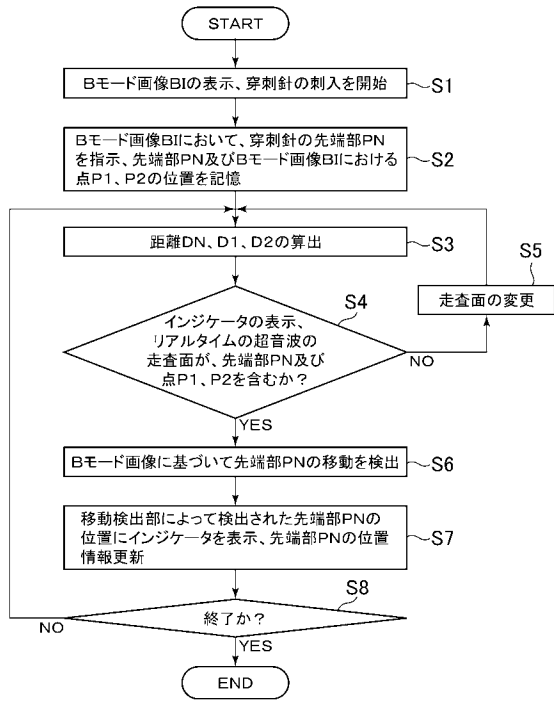 START
Bモード画像BIの表示、穿刺針の刺入を開始
S1
Bモード画像BIにおいて、穿刺針の先端部PN
を指示、先端部PN及びBモード画像BIにおける
点P1、P2の位置を記憶
S2
距離DN、D1、D2の算出
S3
S5
走査面の変更
S4
インジケータの表示、
リアルタイムの超音波の
走査面が、先端部PN及び
点P1、P2を含むか？
NO
YES
Bモード画像に基づいて先端部PNの移動を検出
S6
移動検出部によって検出された先端部PNの
位置にインジケータを表示、先端部PNの位置
情報更新
S7
S8
終了か？
NO
YES
END